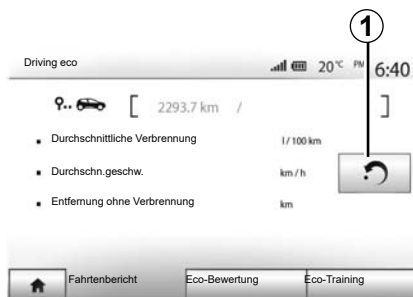 1
Driving eco 20°C PM 6:40
[ 2293.7 km / ]
Durchschnittliche Verbrennung l/100 km
Durchschn.geschw. km/h
Entfernung ohne Verbrennung km
Fahrtenbericht Eco-Bewertung Eco-Training